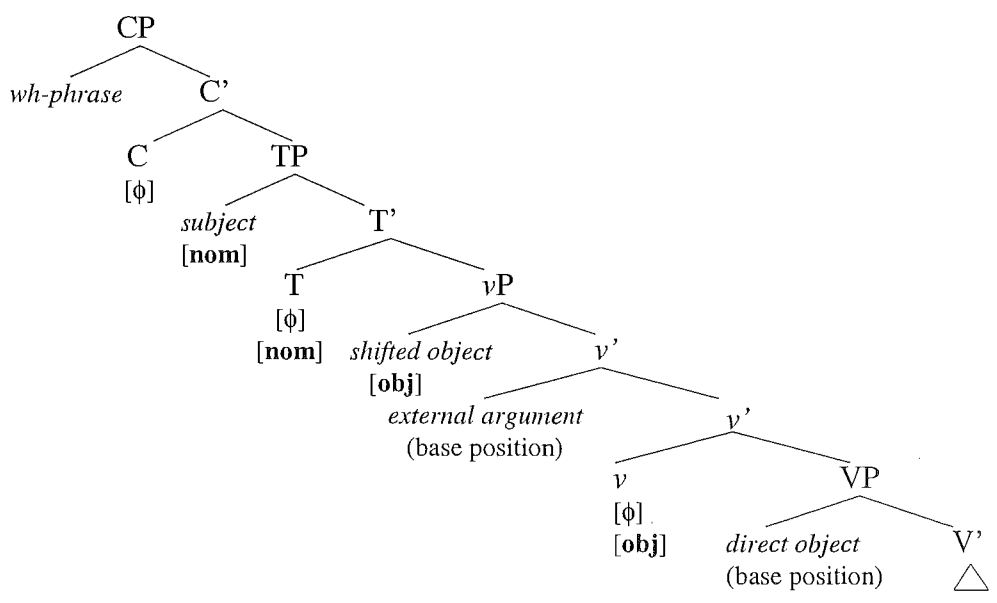 CP
wh-phrase C’
C TP
[ϕ]
subject T’
[nom]
T vP
[ϕ]
[nom] shifted object v’
[obj]
external argument v’
(base position)
v VP
[ϕ]
[obj] direct object V’
(base position)